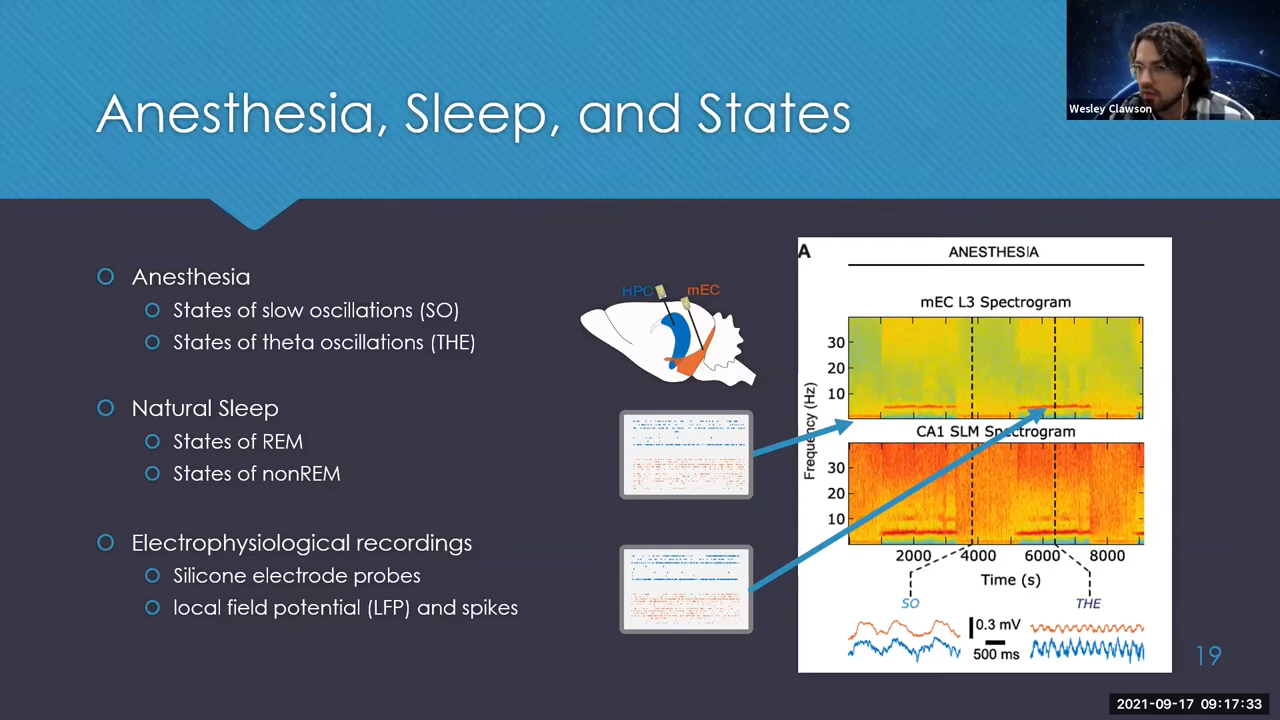 Anesthesia, Sleep, and States
Wesley Clawson
Anesthesia
States of slow oscillations (SO)
States of theta oscillations (THE)
Natural Sleep
States of REM
States of nonREM
Electrophysiological recordings
Silicone electrode probes
local field potential (LFP) and spikes
HPC
mEC
A
ANESTHESIA
mEC L3 Spectrogram
30
20
10
CA1 SLM Spectrogram
Frequency (Hz)
30
20
10
2000 4000 6000 8000
Time (s)
SO
THE
0.3 mV
500 ms
19
2021-09-17 09:17:33